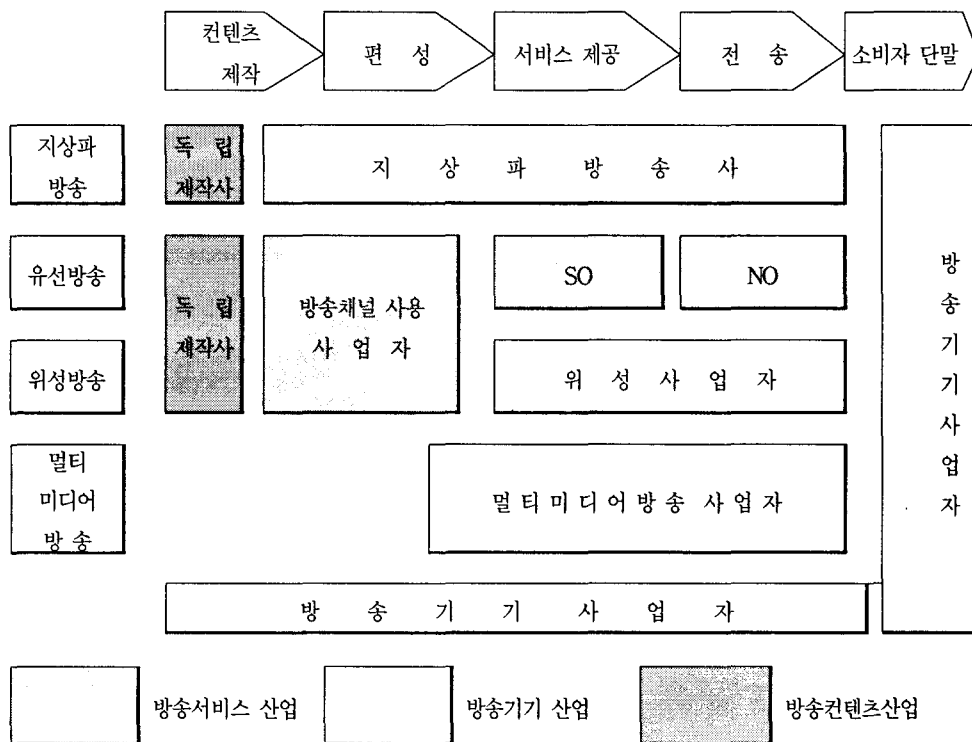 컨텐츠
제작
편 성
서비스 제공
전 송
소비자 단말
지상파
방송
독 립
제작사
지 상 파 방 송 사
유선방송
독 립
제작사
방송채널 사용
사 업 자
SO
NO
위성방송
위 성 사 업 자
멀티
미디어
방 송
멀 티 미 디 어 방 송 사 업 자
방
송
기
기
사
업
자
방 송 기 기 사 업 자
방송서비스 산업
방송기기 산업
방송컨텐츠산업